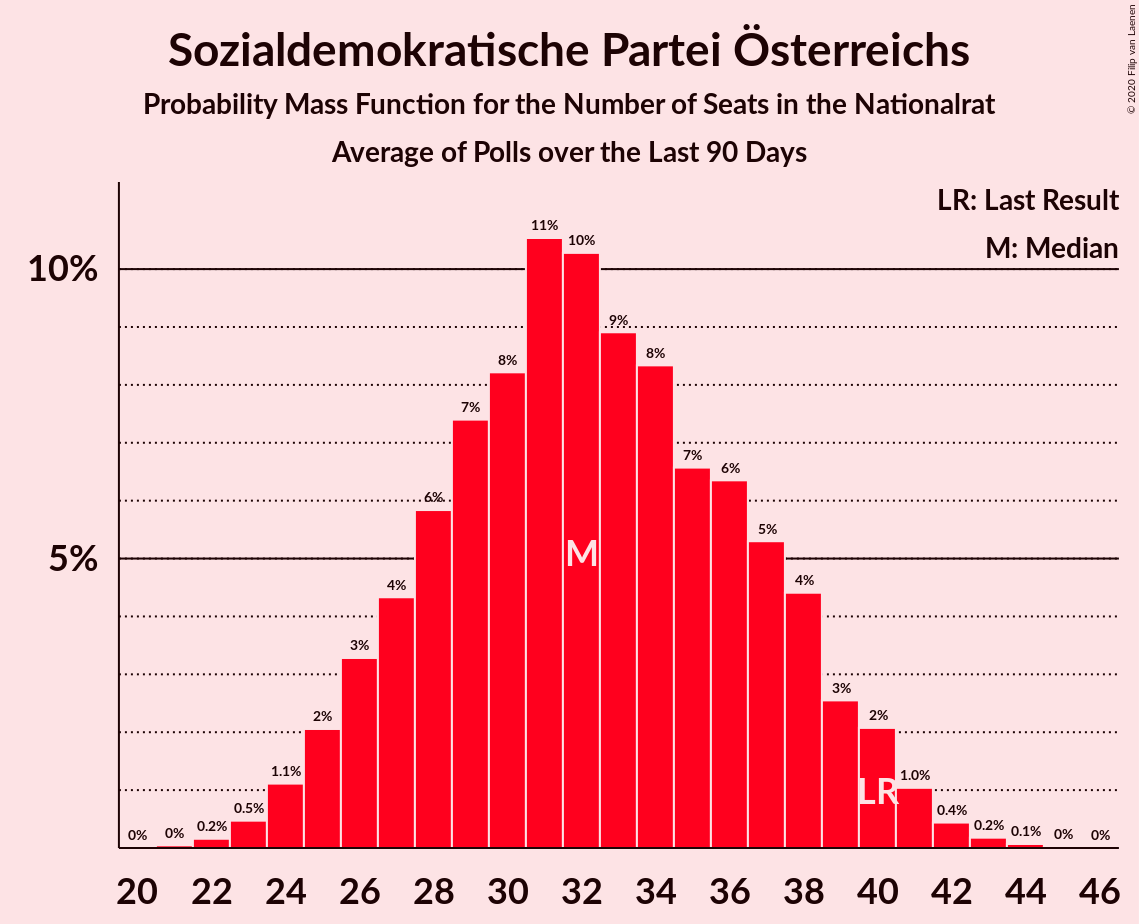 Sozialdemokratische Partei Österreichs
Probability Mass Function for the Number of Seats in the Nationalrat
Average of Polls over the Last 90 Days
© 2020 Filip van Laenen
LR: Last Result
M: Median
10%
5%
0% 0% 0.2% 0.5% 1.1% 2% 3% 4% 6% 7% 8% 11% 10% 9% 8% 7% 6% 5% 4% 3% 2% 1.0% 0.4% 0.2% 0.1% 0% 0%
M
LR
20 22 24 26 28 30 32 34 36 38 40 42 44 46